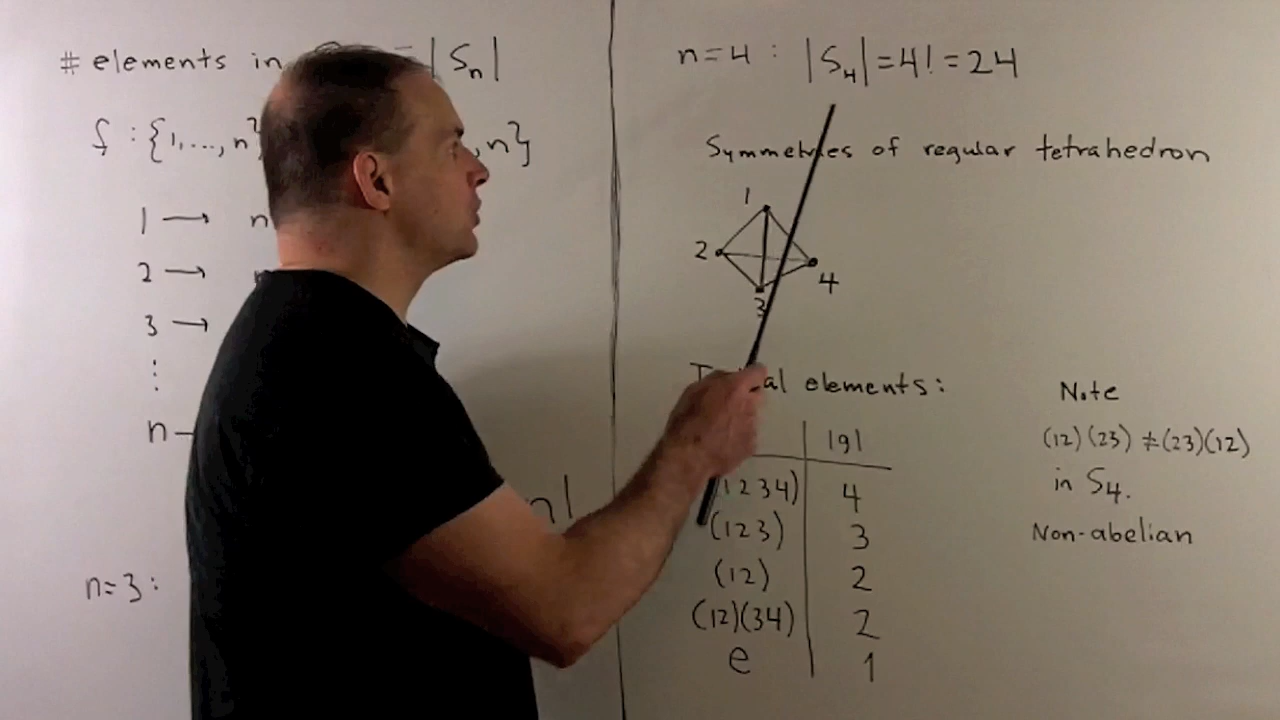 # elements in = |Sₙ|
f : {1,..., n , n}
1 → n
2 →
3 →
⋮
n –
n!
n=3 :
n=4 : |S₄|=4!=24
Symmetries of regular tetrahedron
1
2
4
3
elements:
|g|
(1234) 4
(123) 3
(12) 2
(12)(34) 2
e 1
Note
(12)(23) ≠ (23)(12)
in S₄.
Non-abelian